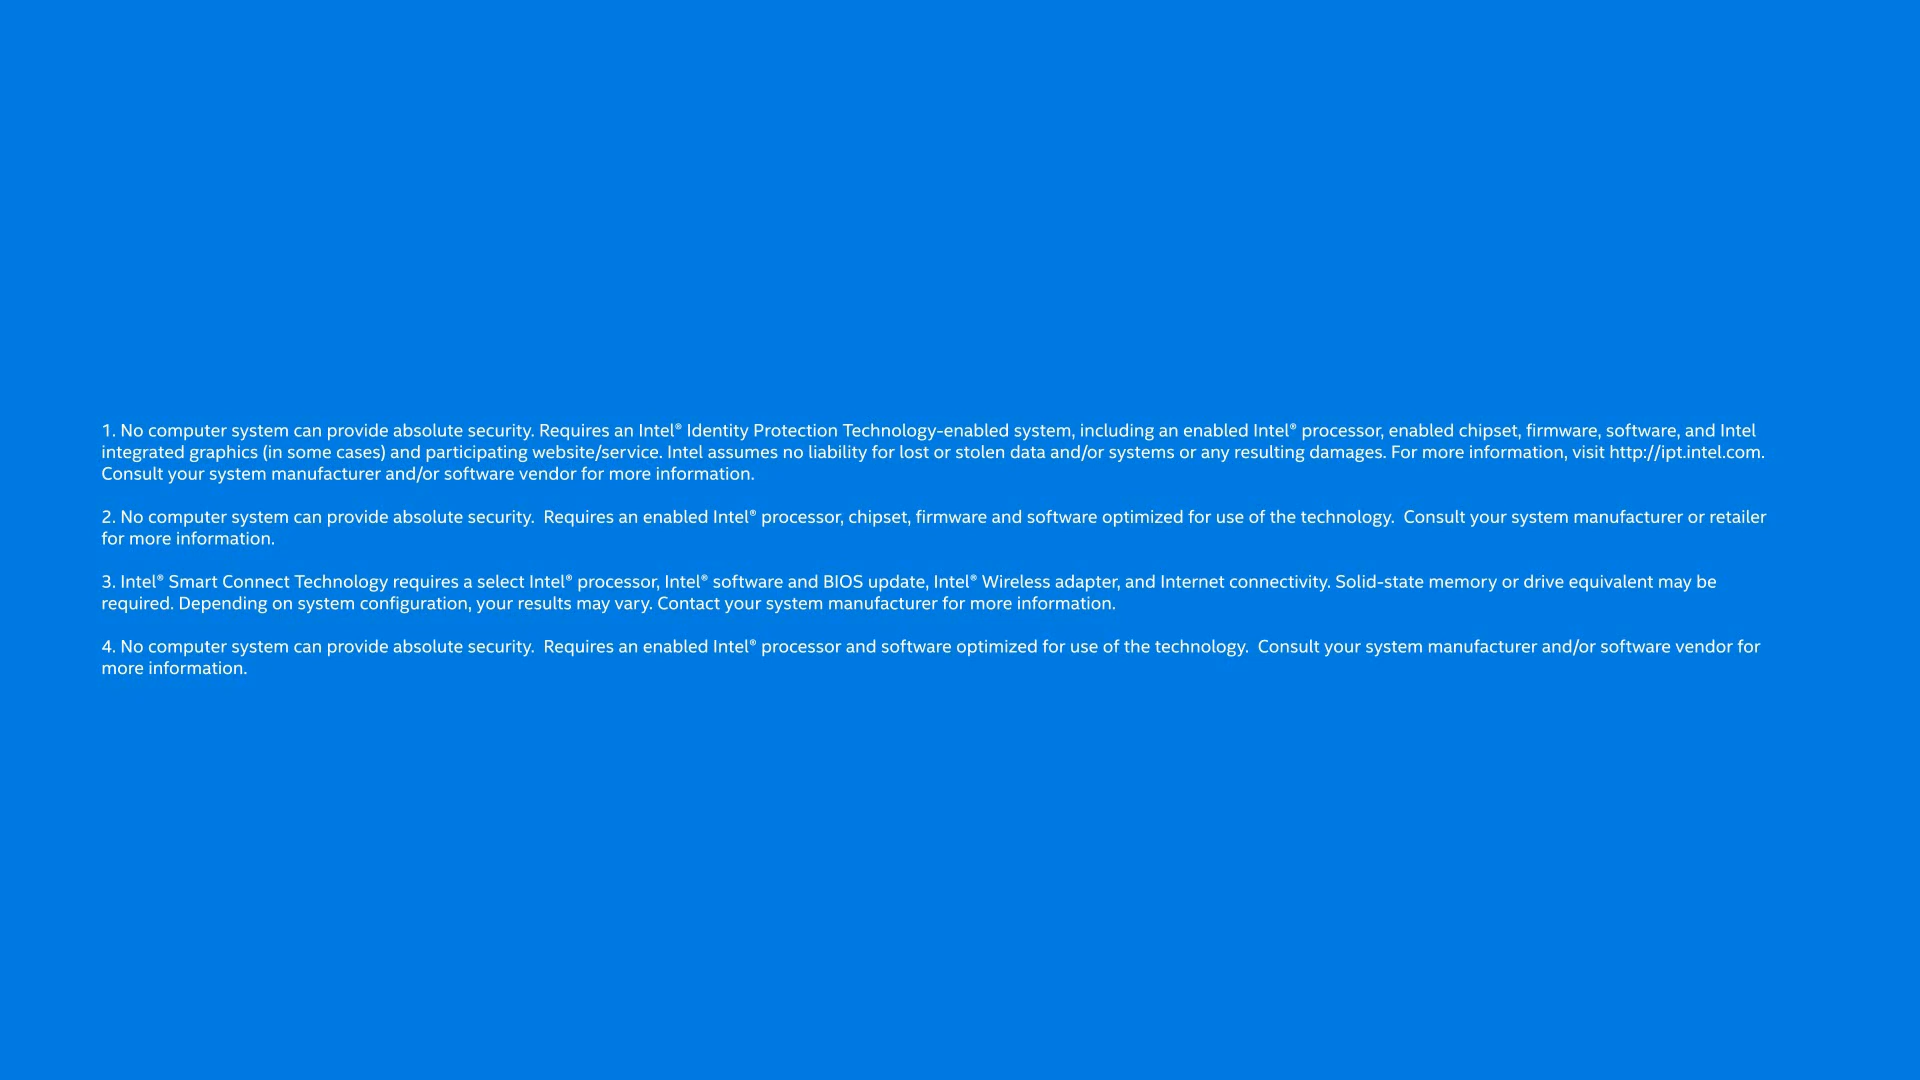 1. No computer system can provide absolute security. Requires an Intel® Identity Protection Technology-enabled system, including an enabled Intel® processor, enabled chipset, firmware, software, and Intel
integrated graphics (in some cases) and participating website/service. Intel assumes no liability for lost or stolen data and/or systems or any resulting damages. For more information, visit http://ipt.intel.com.
Consult your system manufacturer and/or software vendor for more information.
2. No computer system can provide absolute security.  Requires an enabled Intel® processor, chipset, firmware and software optimized for use of the technology.  Consult your system manufacturer or retailer
for more information.
3. Intel® Smart Connect Technology requires a select Intel® processor, Intel® software and BIOS update, Intel® Wireless adapter, and Internet connectivity. Solid-state memory or drive equivalent may be
required. Depending on system configuration, your results may vary. Contact your system manufacturer for more information.
4. No computer system can provide absolute security.  Requires an enabled Intel® processor and software optimized for use of the technology.  Consult your system manufacturer and/or software vendor for
more information.